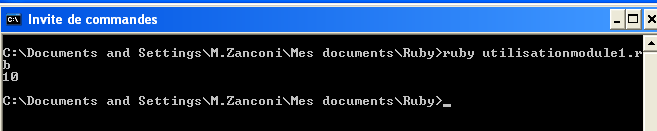 Invite de commandes
C:\Documents and Settings\M.Zanconi\Mes documents\Ruby>ruby utilisationmodule1.r
b
10
C:\Documents and Settings\M.Zanconi\Mes documents\Ruby>_